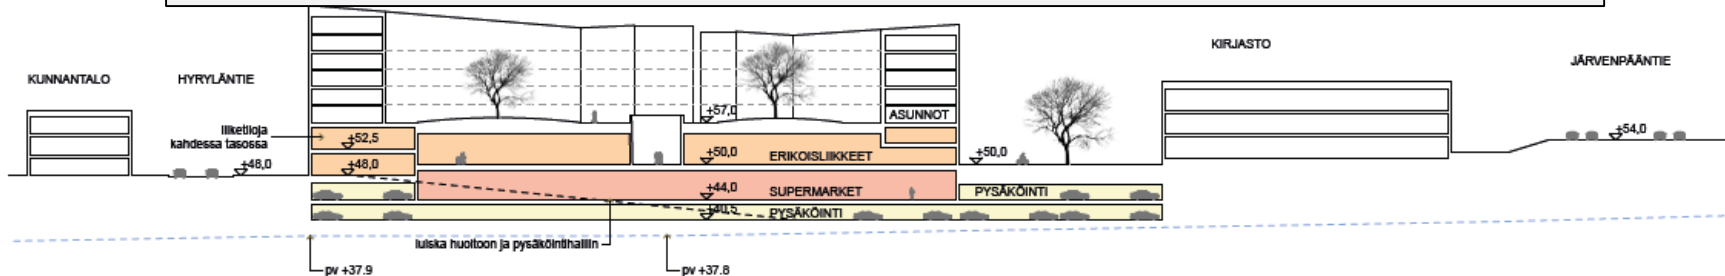 KIRJASTO
KUNNANTALO
HYRYLÄNTIE
JÄRVENPÄÄNTIE
+57,0
ASUNNOT
liiketiloja
kahdessa tasossa
+52,5
+54,0
+48,0
+48,0
+50,0
ERIKOISLIIKKEET
+50,0
+44,0
SUPERMARKET
PYSÄKÖINTI
+40,5
PYSÄKÖINTI
luiska huoltoon ja pysäköintihalliin
pv +37.9
pv +37.8